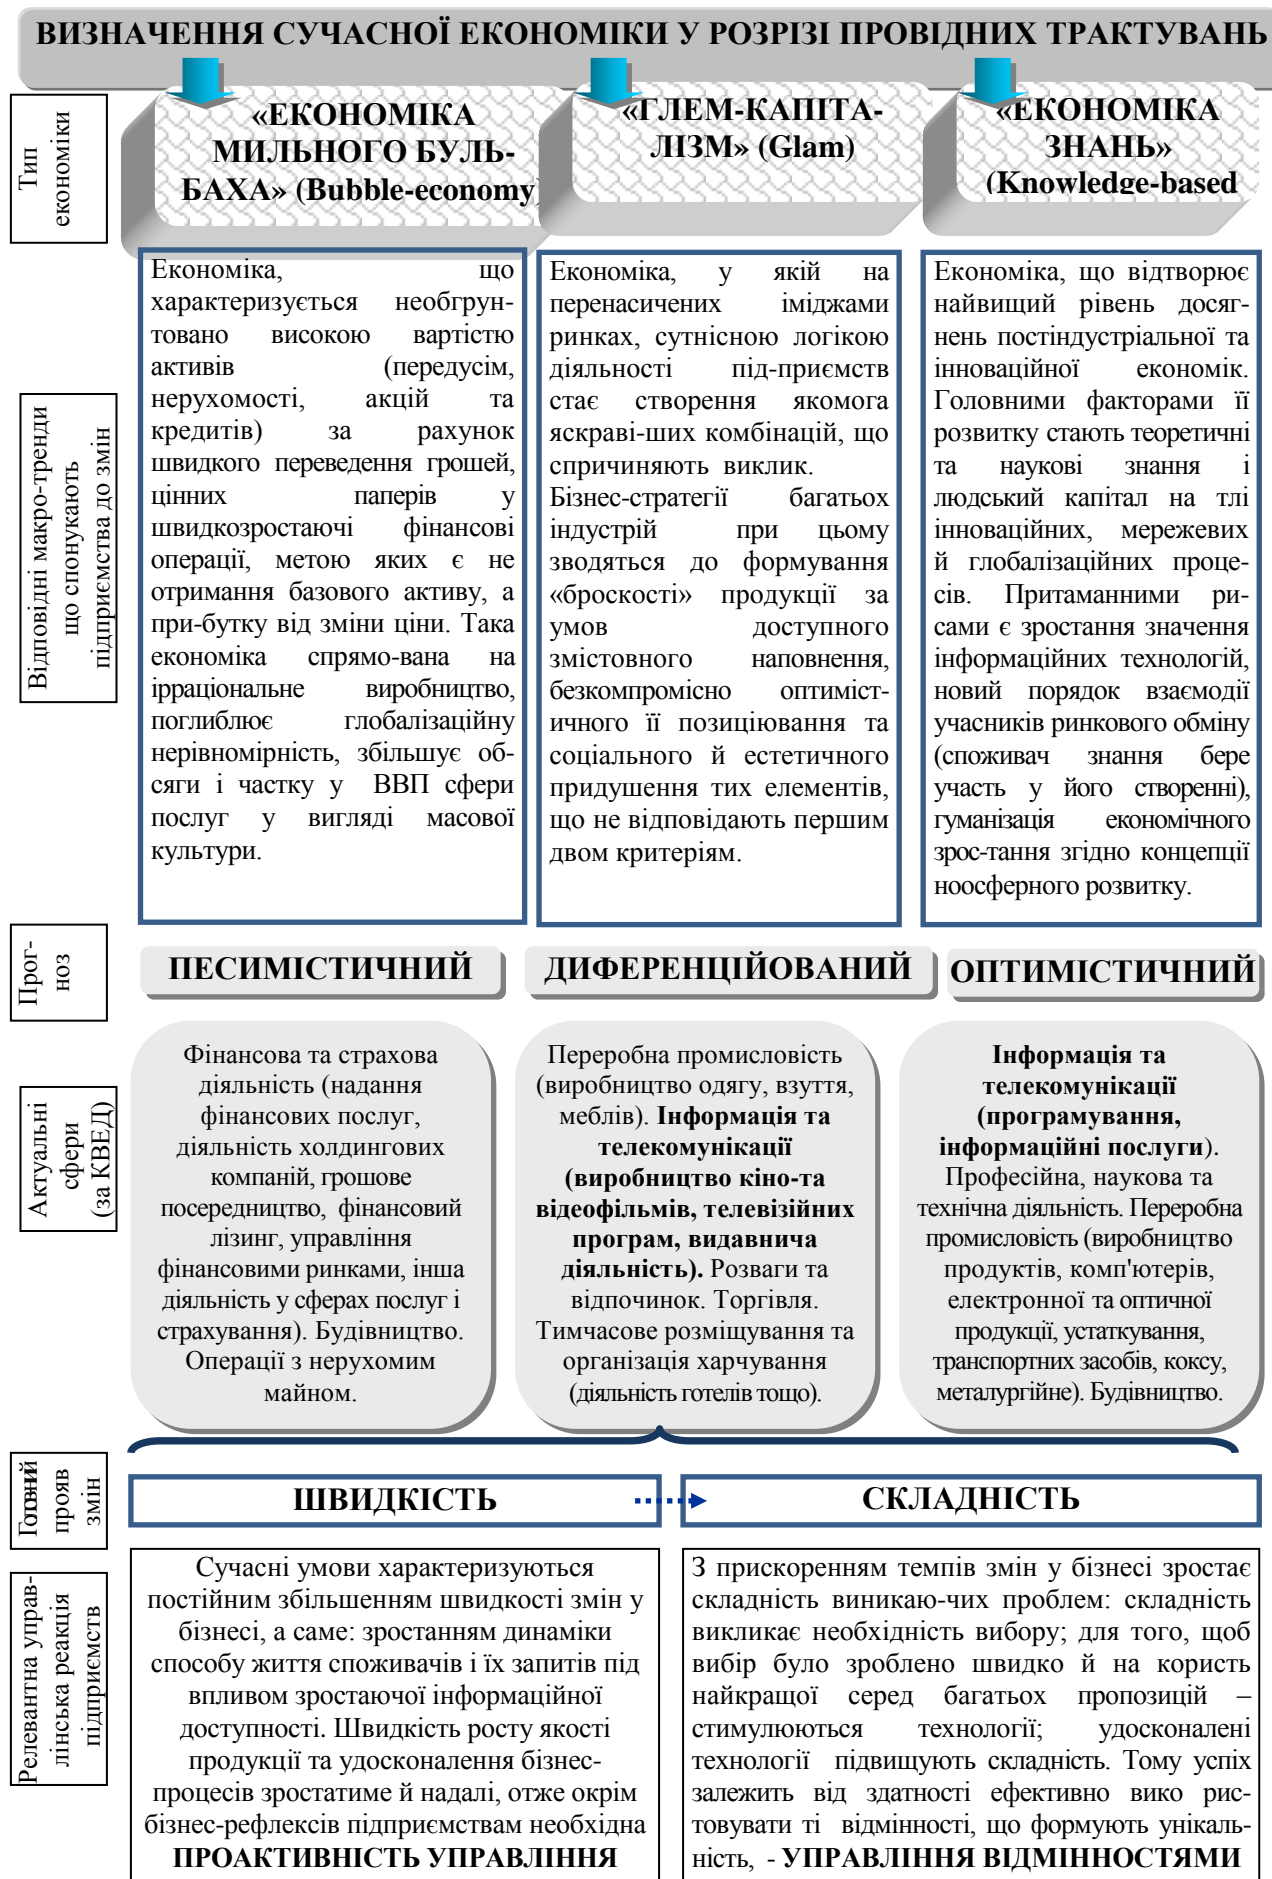 ВИЗНАЧЕННЯ СУЧАСНОЇ ЕКОНОМІКИ У РОЗРІЗІ ПРОВІДНИХ ТРАКТУВАНЬ
Тип
економіки
«ЕКОНОМІКА
МИЛЬНОГО БУЛЬ-
БАХА» (Bubble-economy)
«ГЛЕМ-КАПІТА-
ЛІЗМ» (Glam)
«ЕКОНОМІКА
ЗНАНЬ»
(Knowledge-based
Відповідні макро-тренди
що спонукають
підприємства до змін
Економіка, що
характеризується необгрун-
товано високою вартістю
активів (передусім,
нерухомості, акцій та
кредитів) за рахунок
швидкого переведення грошей,
цінних паперів у
швидкозростаючі фінансові
операції, метою яких є не
отримання базового активу, а
при-бутку від зміни ціни. Така
економіка спрямо-вана на
ірраціональне виробництво,
поглиблює глобалізаційну
нерівномірність, збільшує об-
сяги і частку у ВВП сфери
послуг у вигляді масової
культури.
Економіка, у якій на
перенасичених іміджами
ринках, сутнісною логікою
діяльності під-приємств
стає створення якомога
яскраві-ших комбінацій, що
спричиняють виклик.
Бізнес-стратегії багатьох
індустрій при цьому
зводяться до формування
«броскості» продукції за
умов доступного
змістовного наповнення,
безкомпромісно оптиміст-
ичного її позиціювання та
соціального й естетичного
придушення тих елементів,
що не відповідають першим
двом критеріям.
Економіка, що відтворює
найвищий рівень досяг-
нень постіндустріальної та
інноваційної економік.
Головними факторами її
розвитку стають теоретичні
та наукові знання і
людський капітал на тлі
інноваційних, мережевих
й глобалізаційних проце-
сів. Притаманними ри-
сами є зростання значення
інформаційних технологій,
новий порядок взаємодії
учасників ринкового обміну
(споживач знання бере
участь у його створенні),
гуманізація економічного
зрос-тання згідно концепції
ноосферного розвитку.
Прог-
ноз
ПЕСИМІСТИЧНИЙ
ДИФЕРЕНЦІЙОВАНИЙ
ОПТИМІСТИЧНИЙ
Актуальні
сфери
(за КВЕД)
Фінансова та страхова
діяльність (надання
фінансових послуг,
діяльність холдингових
компаній, грошове
посередництво, фінансовий
лізинг, управління
фінансовими ринками, інша
діяльність у сферах послуг і
страхування). Будівництво.
Операції з нерухомим
майном.
Переробна промисловість
(виробництво одягу, взуття,
меблів). Інформація та
телекомунікації
(виробництво кіно-та
відеофільмів, телевізійних
програм, видавнича
діяльність). Розваги та
відпочинок. Торгівля.
Тимчасове розміщування та
організація харчування
(діяльність готелів тощо).
Інформація та
телекомунікації
(програмування,
інформаційні послуги).
Професійна, наукова та
технічна діяльність. Переробна
промисловість (виробництво
продуктів, комп'ютерів,
електронної та оптичної
продукції, устаткування,
транспортних засобів, коксу,
металургійне). Будівництво.
прояв
змін
ШВИДКІСТЬ
СКЛАДНІСТЬ
Релевантна управ-
лінська реакція
підприємств
Сучасні умови характеризуються
постійним збільшенням швидкості змін у
бізнесі, а саме: зростанням динаміки
способу життя споживачів і їх запитів під
впливом зростаючої інформаційної
доступності. Швидкість росту якості
продукції та удосконалення бізнес-
процесів зростатиме й надалі, отже окрім
бізнес-рефлексів підприємствам необхідна
ПРОАКТИВНІСТЬ УПРАВЛІННЯ
З прискоренням темпів змін у бізнесі зростає
складність виникаю-чих проблем: складність
викликає необхідність вибору; для того, щоб
вибір було зроблено швидко й на користь
найкращої серед багатьох пропозицій –
стимулюються технології; удосконалені
технології підвищують складність. Тому успіх
залежить від здатності ефективно вико рис-
товувати ті відмінності, що формують унікаль-
ність, - УПРАВЛІННЯ ВІДМІННОСТЯМИ